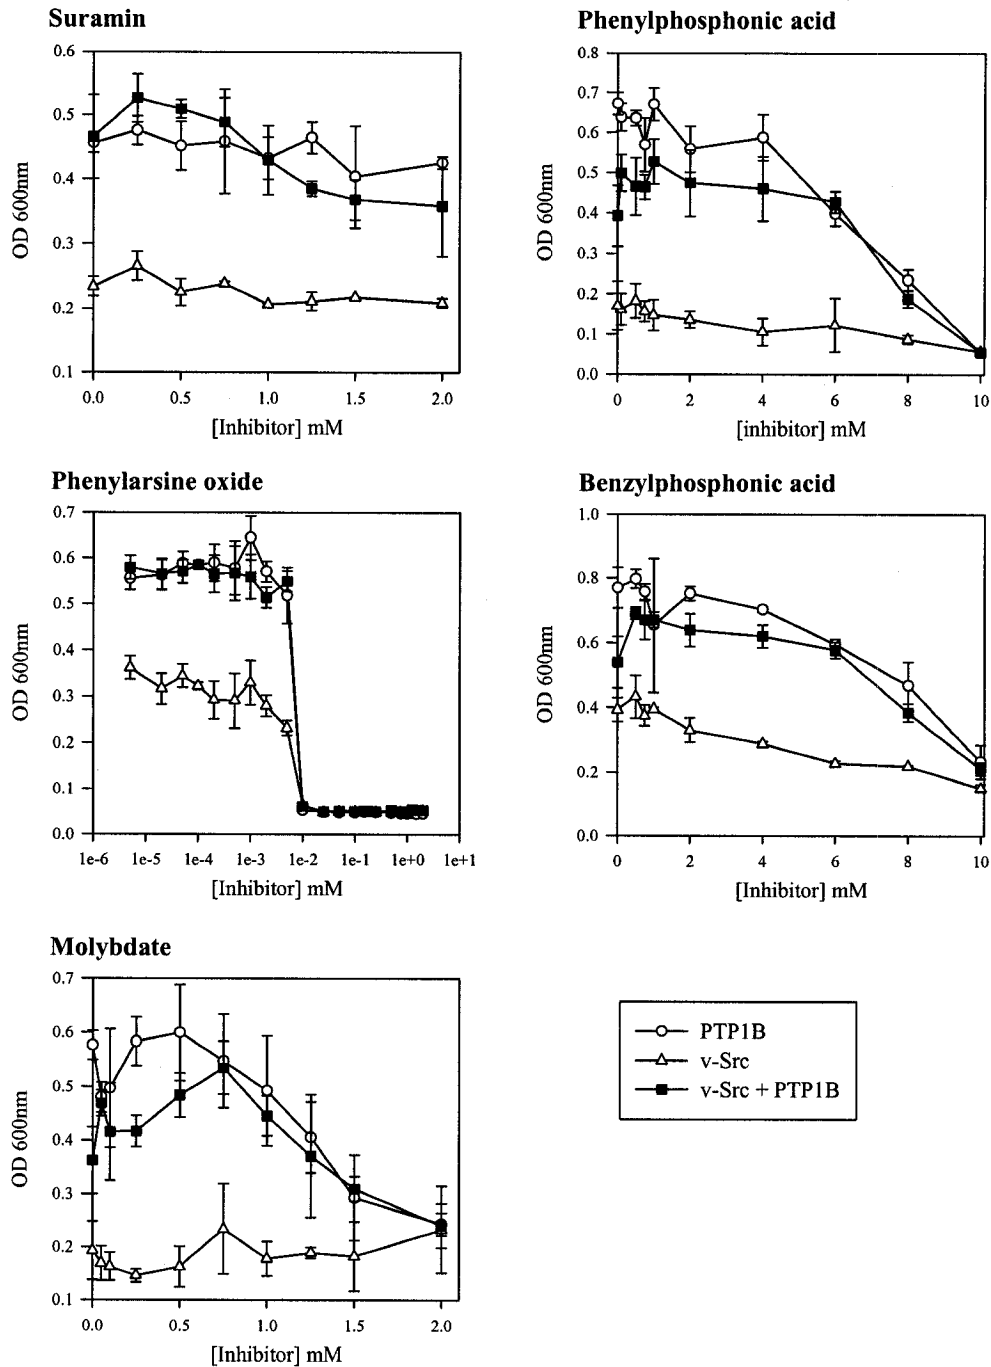 Suramin
0.6
0.5
0.4
0.3
0.2
0.1
OD 600nm
0.0 0.5 1.0 1.5 2.0
[Inhibitor] mM
Phenylphosphonic acid
0.8
0.7
0.6
0.5
0.4
0.3
0.2
0.1
0.0
OD 600nm
0 2 4 6 8 10
[inhibitor] mM
Phenylarsine oxide
0.7
0.6
0.5
0.4
0.3
0.2
0.1
0.0
OD 600nm
1e-6 1e-5 1e-4 1e-3 1e-2 1e-1 1e+0 1e+1
[Inhibitor] mM
Benzylphosphonic acid
1.0
0.8
0.6
0.4
0.2
0.0
OD 600nm
0 2 4 6 8 10
[Inhibitor] mM
Molybdate
0.7
0.6
0.5
0.4
0.3
0.2
0.1
OD 600nm
0.0 0.5 1.0 1.5 2.0
[Inhibitor] mM
PTP1B
v-Src
v-Src + PTP1B